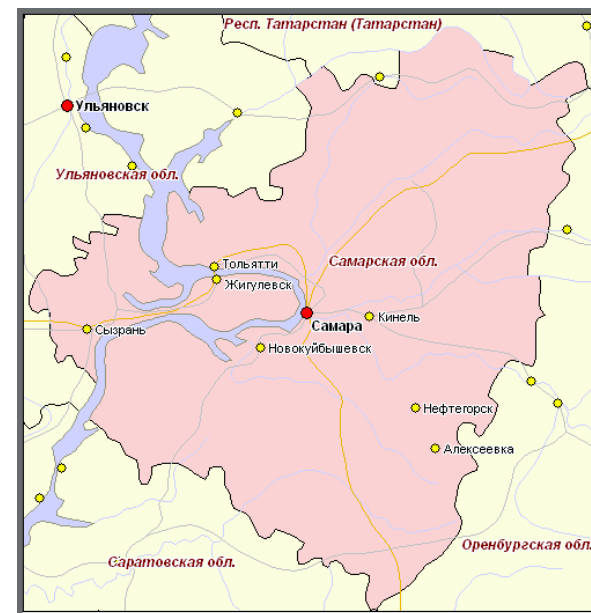 Респ. Татарстан (Татарстан)
Ульяновск
Ульяновская обл.
Тольятти
Самарская обл.
Жигулевск
Самара
Кинель
Сызрань
Новокуйбышевск
Нефтегорск
Алексеевка
Оренбургская обл.
Саратовская обл.